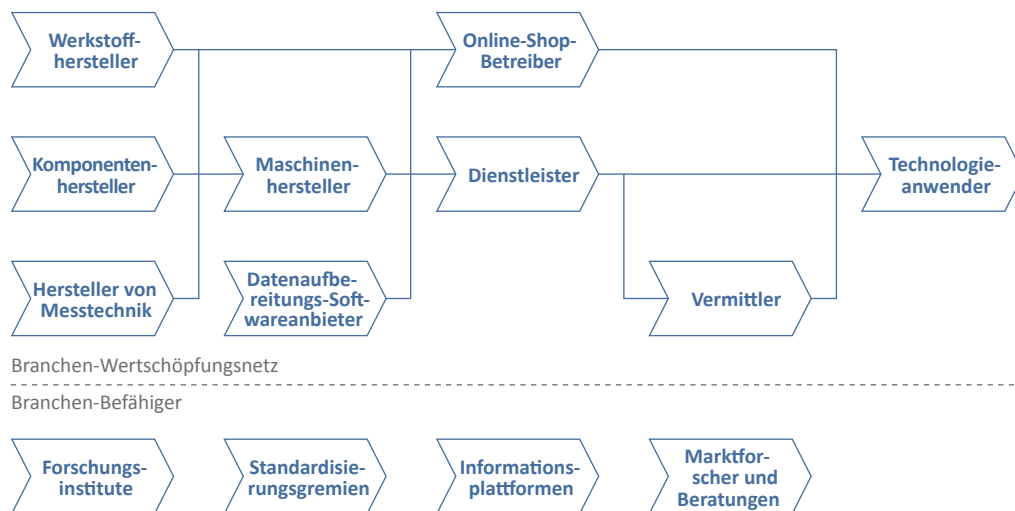 Werkstoff-
hersteller
Online-Shop-
Betreiber
Komponenten-
hersteller
Maschinen-
hersteller
Dienstleister
Technologie-
anwender
Hersteller von
Messtechnik
Datenaufbe-
reitungs-Soft-
wareanbieter
Vermittler
Branchen-Wertschöpfungsnetz
Branchen-Befähiger
Forschungs-
institute
Standardisie-
rungsgremien
Informations-
plattformen
Marktfor-
scher und
Beratungen